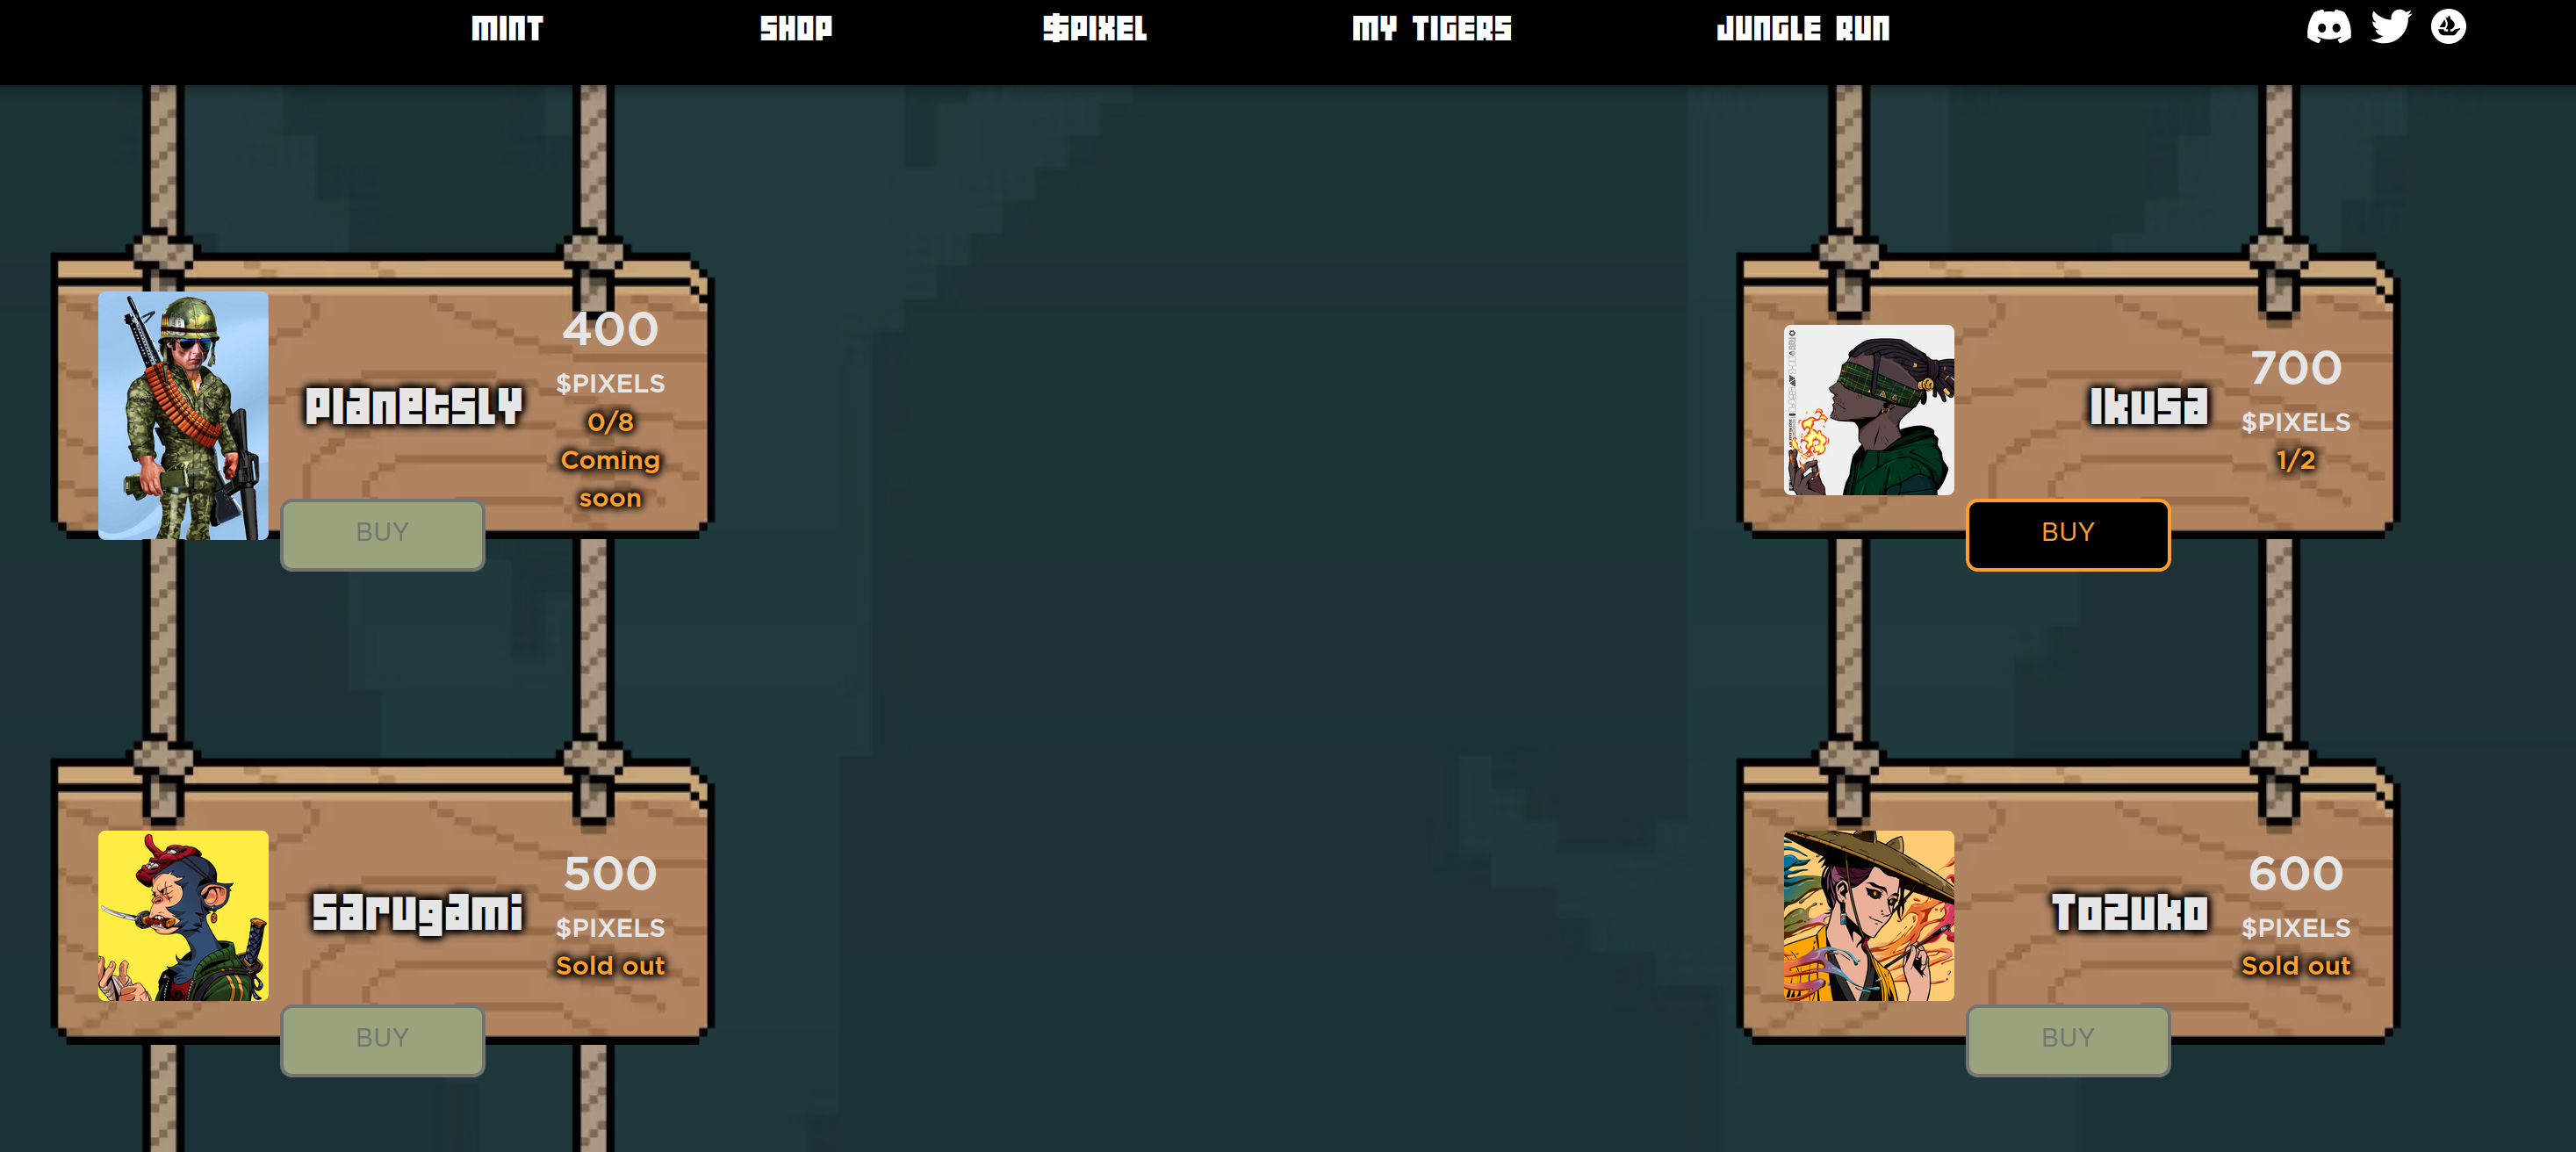 MINT SHOP $PIXEL MY TIGERS JUNGLE RUN
PlanetSLY
400
$PIXELS
0/8
Coming
soon
BUY
Ikusa
700
$PIXELS
1/2
BUY
Sarugami
500
$PIXELS
Sold out
BUY
Tozuko
600
$PIXELS
Sold out
BUY